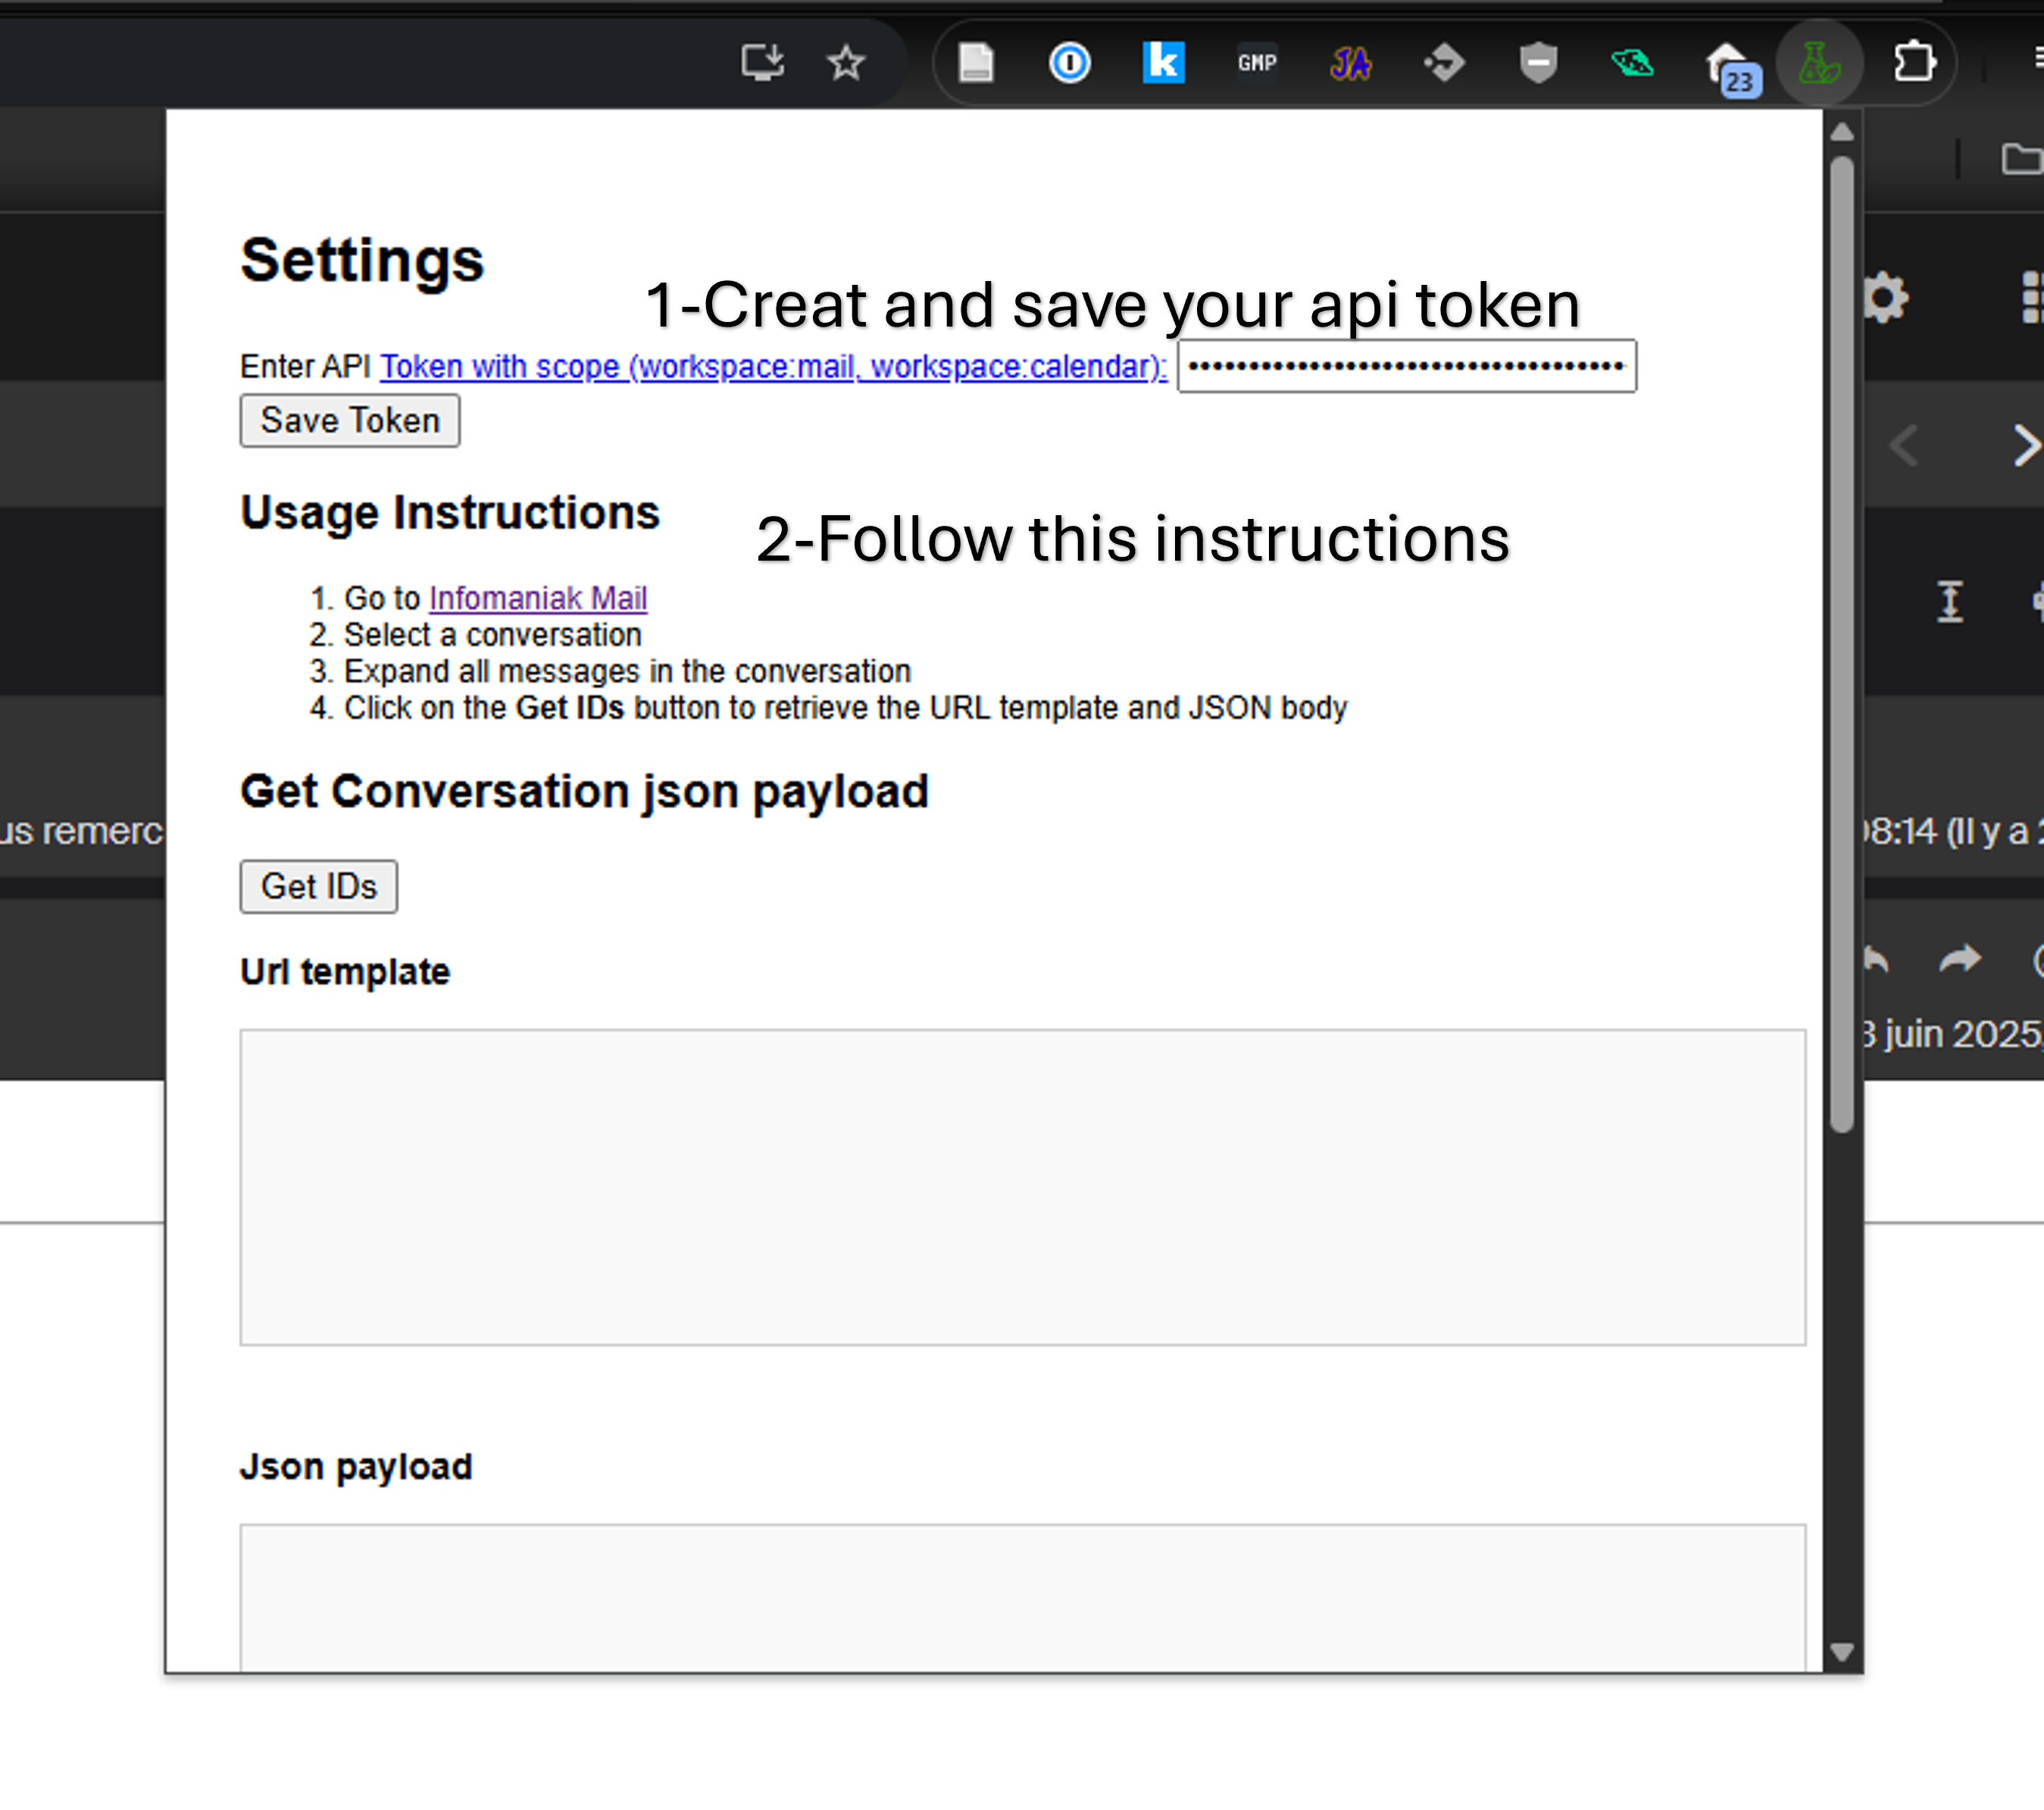 GMP
JA
23
Settings
1-Creat and save your api token
Enter API Token with scope (workspace:mail, workspace:calendar): ••••••••••••••••••••••••••••••••••••
Save Token
Usage Instructions
2-Follow this instructions
1. Go to Infomaniak Mail
2. Select a conversation
3. Expand all messages in the conversation
4. Click on the Get IDs button to retrieve the URL template and JSON body
Get Conversation json payload
us remerc
08:14 (Il y a 2
Get IDs
Url template
juin 2025,
Json payload